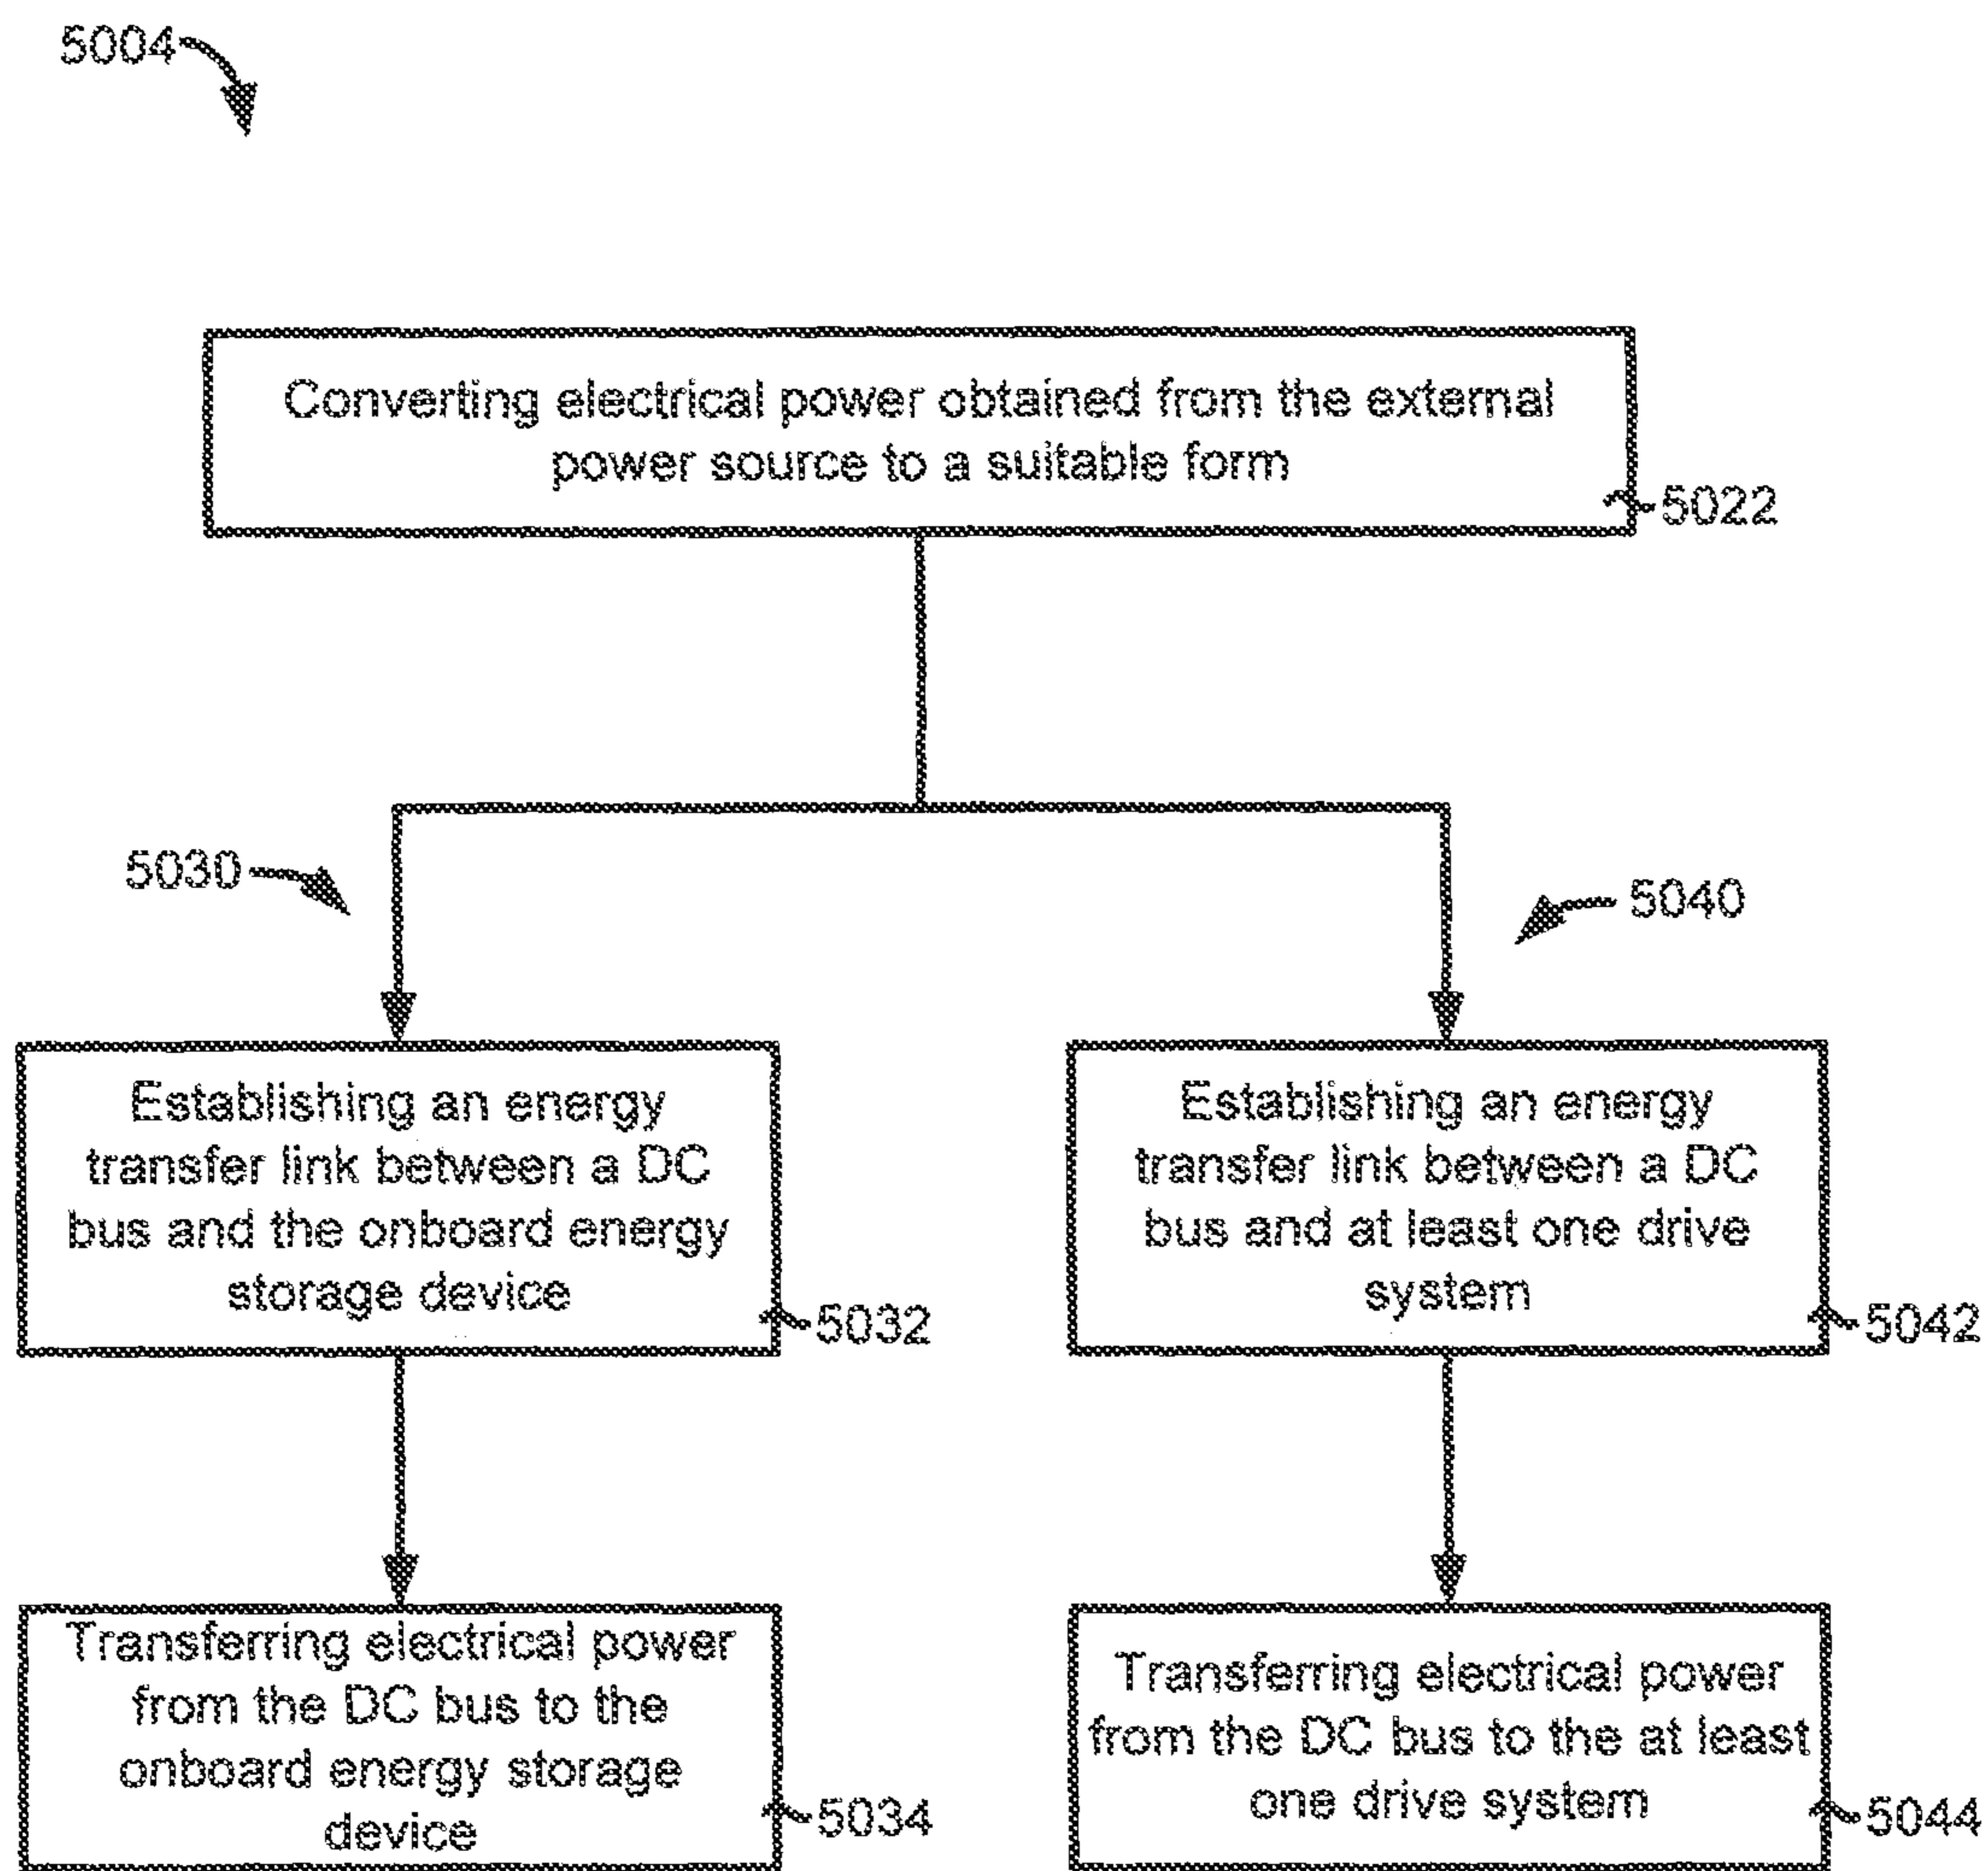 5004
Converting electrical power obtained from the external
power source to a suitable form
5022
5030
5040
Establishing an energy
transfer link between a DC
bus and the onboard energy
storage device
5032
Establishing an energy
transfer link between a DC
bus and at least one drive
system
5042
Transferring electrical power
from the DC bus to the
onboard energy storage
device
5034
Transferring electrical power
from the DC bus to the at least
one drive system
5044